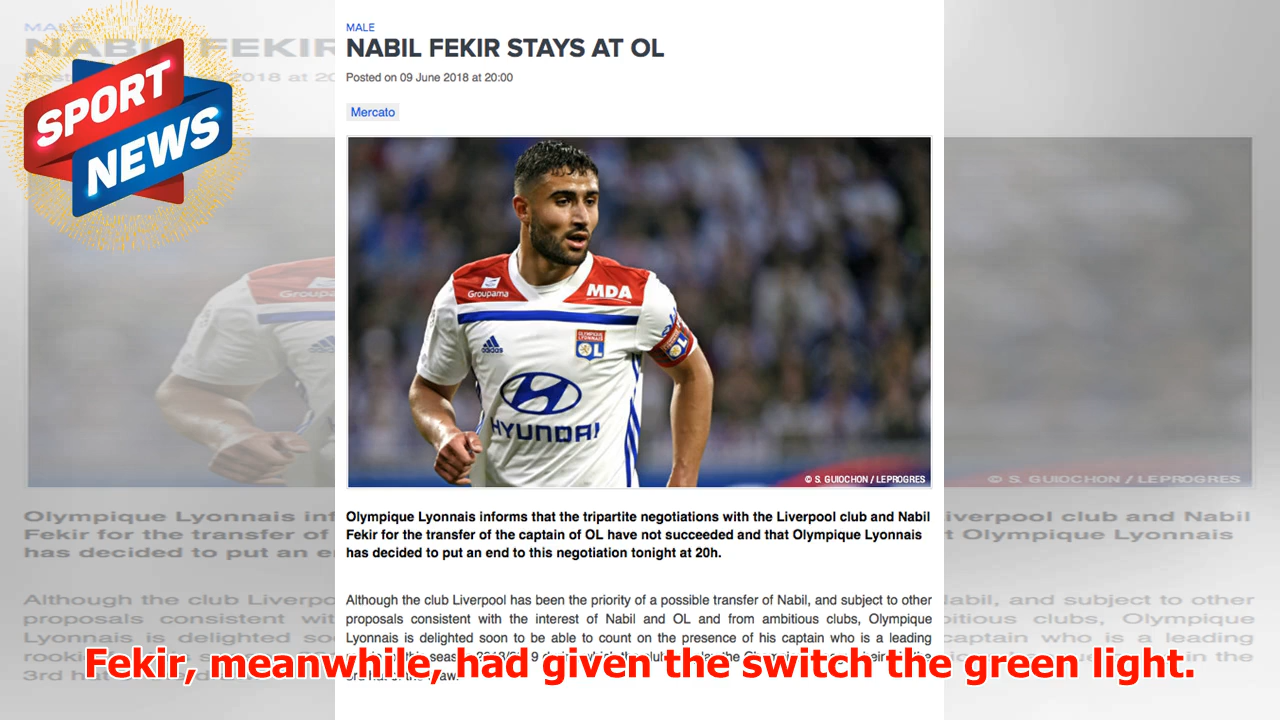 SPORT
NEWS
MALE
NABIL FEKIR STAYS AT OL
Posted on 09 June 2018 at 20:00
Mercato
Groupama
MDA
adidas
OLYMPIQUE
LYONNAIS
OL
HYUNDAI
© S. GUIOCHON / LEPROGRES
Olympique Lyonnais informs that the tripartite negotiations with the Liverpool club and Nabil
Fekir for the transfer of the captain of OL have not succeeded and that Olympique Lyonnais
has decided to put an end to this negotiation tonight at 20h.
Although the club Liverpool has been the priority of a possible transfer of Nabil, and subject to other
proposals consistent with the interest of Nabil and OL and from ambitious clubs, Olympique
Lyonnais is delighted soon to be able to count on the presence of his captain who is a leading
Fekir, meanwhile, had given the switch the green light.